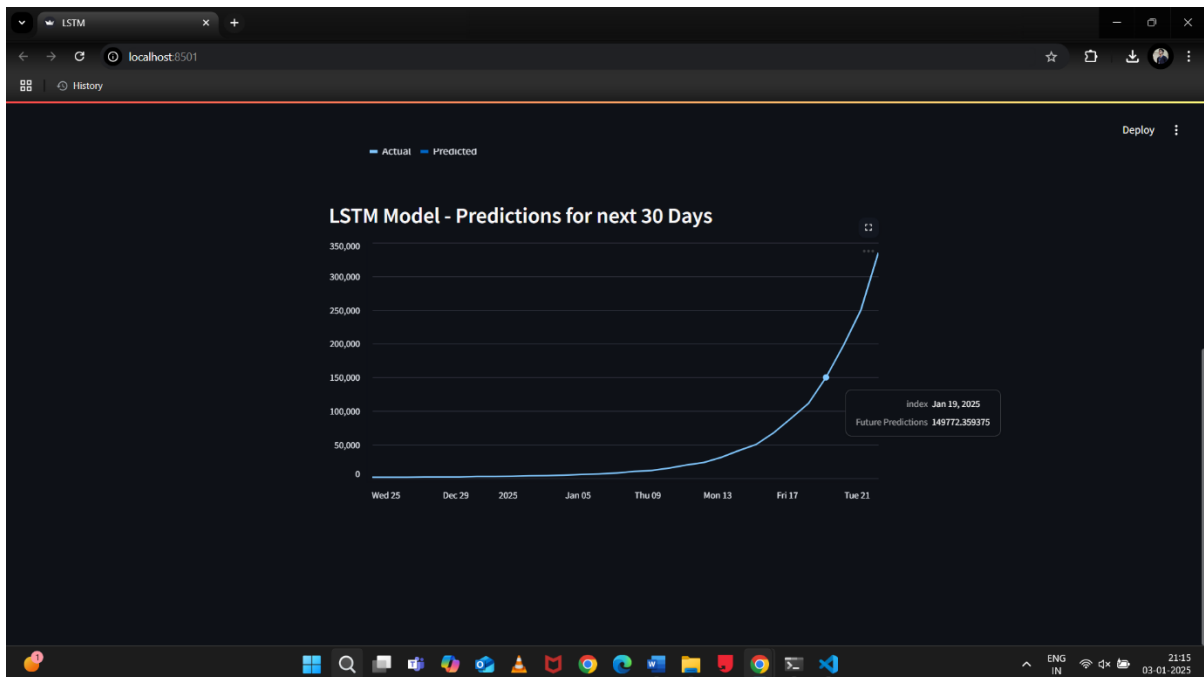 LSTM
localhost:8501
History
Deploy
Actual Predicted
LSTM Model - Predictions for next 30 Days
350,000
300,000
250,000
200,000
150,000
100,000
50,000
0
index Jan 19, 2025
Future Predictions 149772.359375
Wed 25 Dec 29 2025 Jan 05 Thu 09 Mon 13 Fri 17 Tue 21
1
ENG
IN
21:15
03-01-2025